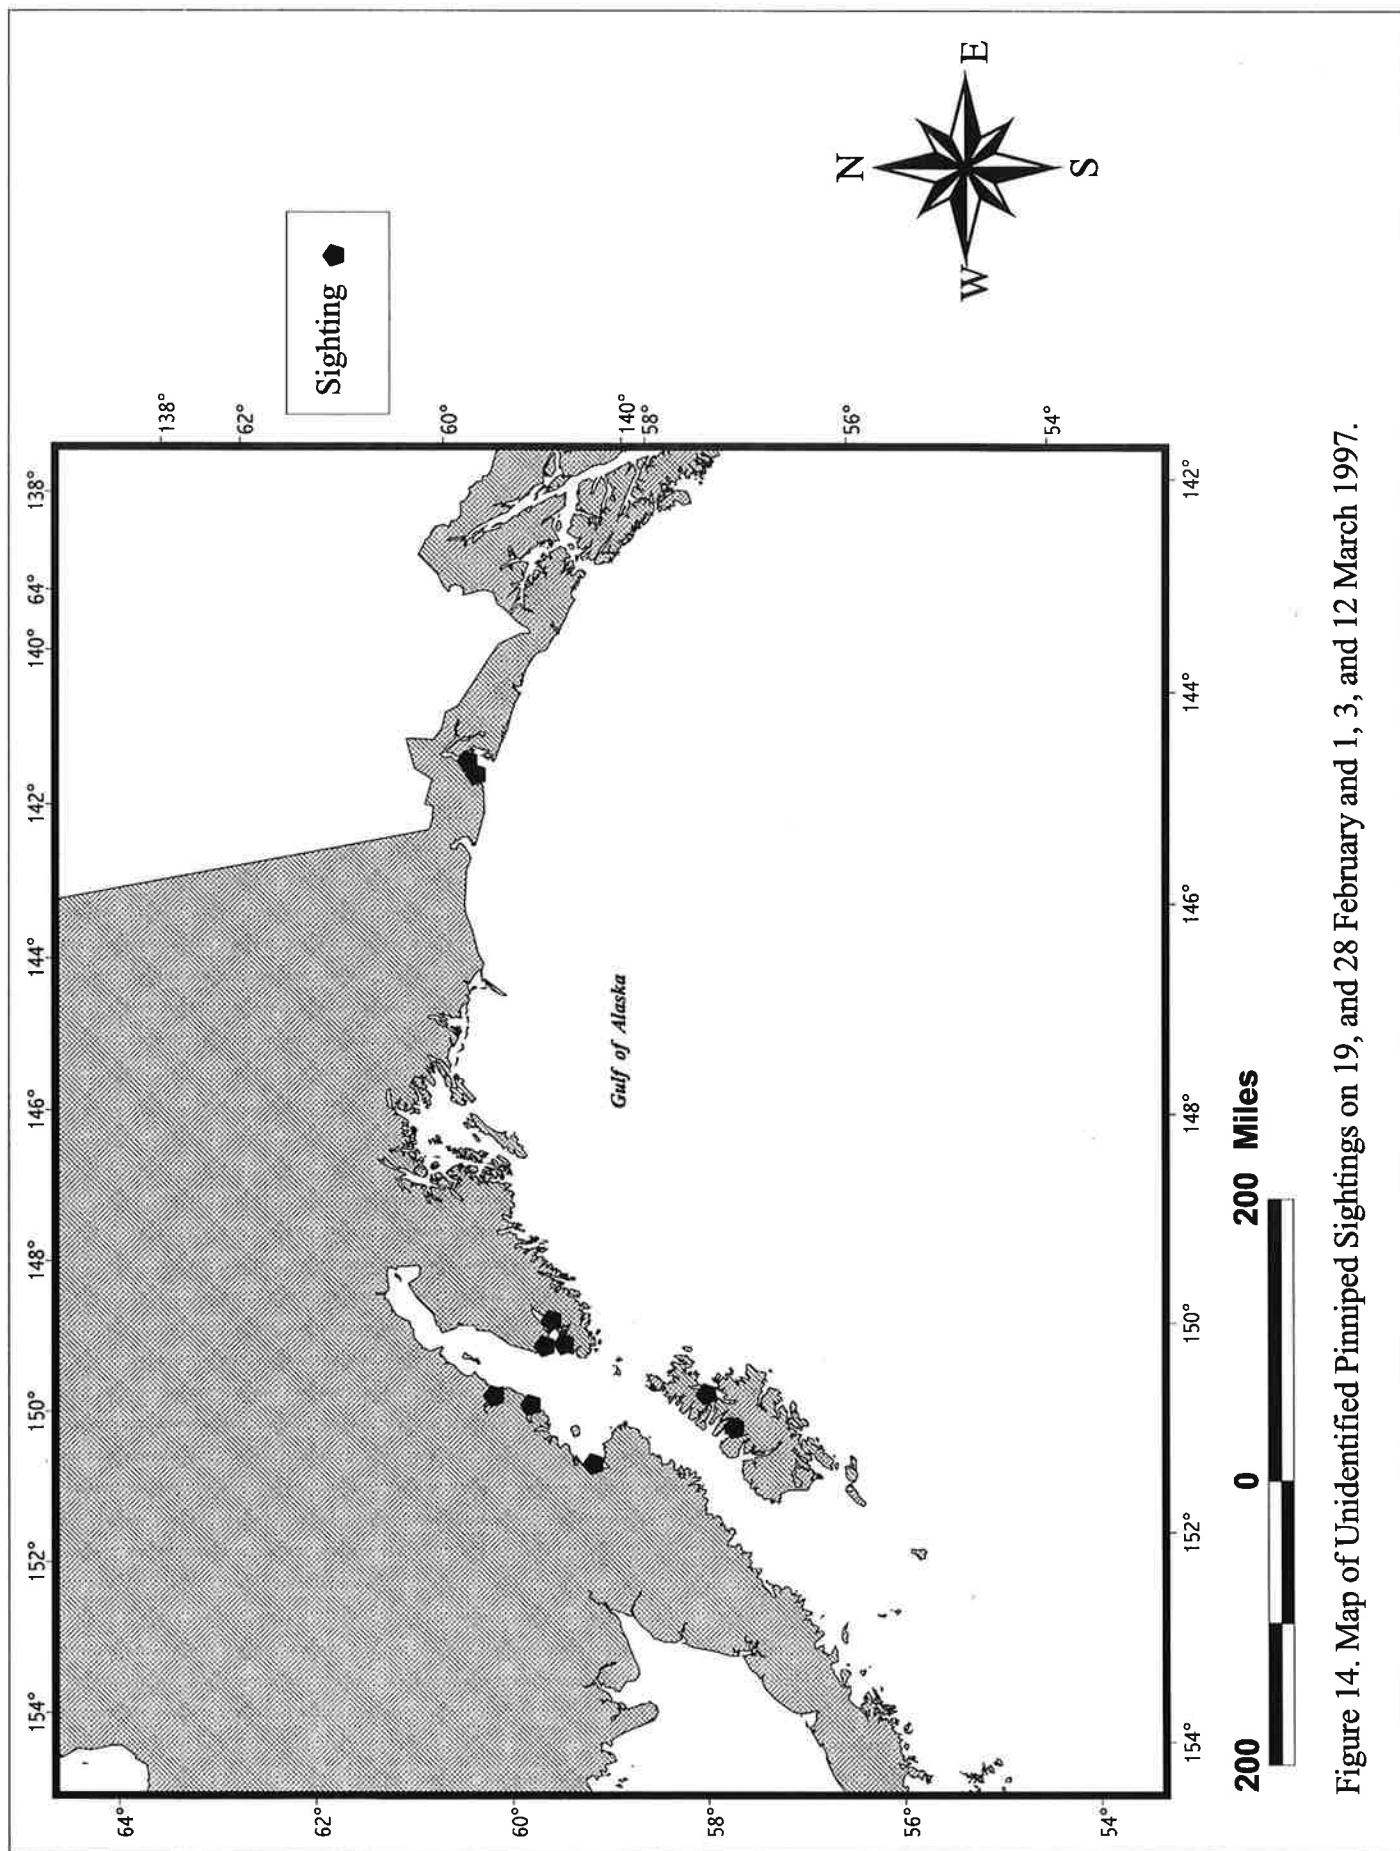 154° 152° 150° 148° 146° 144° 142° 140° 64° 138°
64°
62°
60°
58°
56°
54°
Gulf of Alaska
138°
62°
60°
140°
58°
56°
54°
154° 152° 150° 148° 146° 144° 142°
Sighting
N
W E
S
200 0 200 Miles
Figure 14. Map of Unidentified Pinniped Sightings on 19, and 28 February and 1, 3, and 12 March 1997.